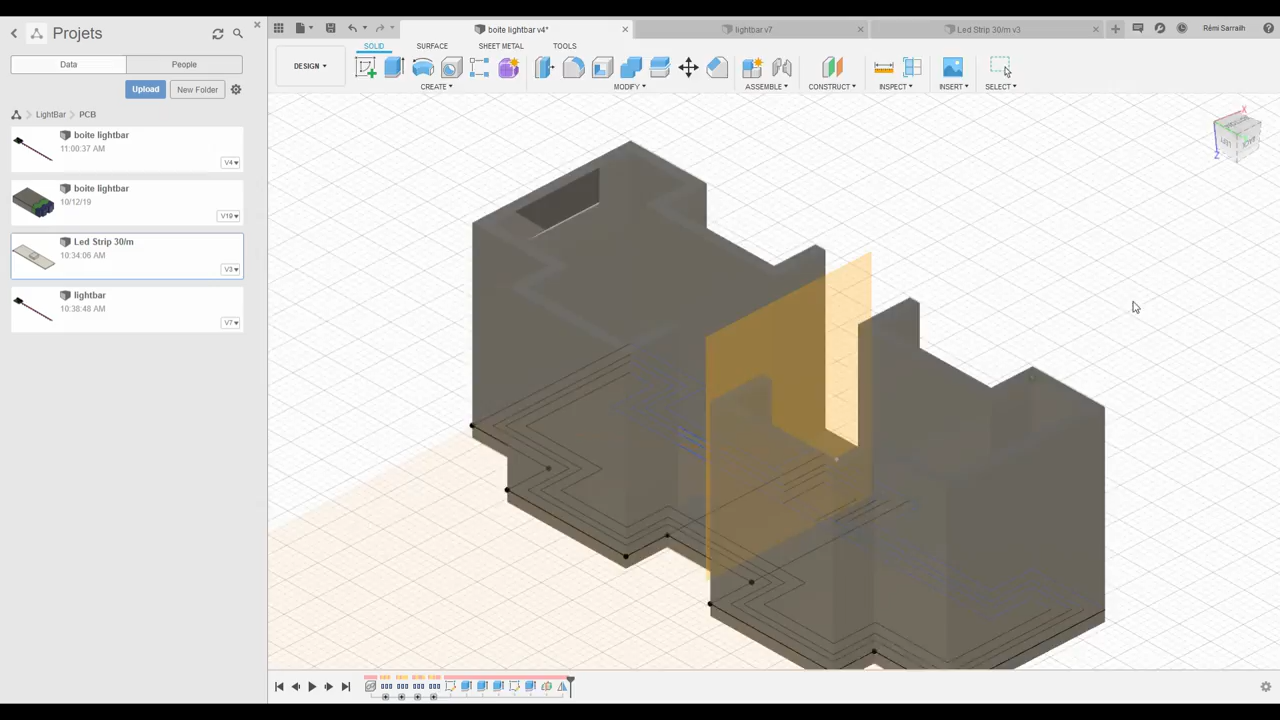 Projets
Data
People
Upload
New Folder
LightBar
PCB
boite lightbar
11:00:37 AM
V4
boite lightbar
10/12/19
V19
Led Strip 30/m
10:34:06 AM
V3
lightbar
10:38:48 AM
V7
boite lightbar v4*
lightbar v7
Led Strip 30/m v3
Rémi Sarrailh
SOLID
SURFACE
SHEET METAL
TOOLS
DESIGN
CREATE
MODIFY
ASSEMBLE
CONSTRUCT
INSPECT
INSERT
SELECT
X
Z
LEFT
BACK